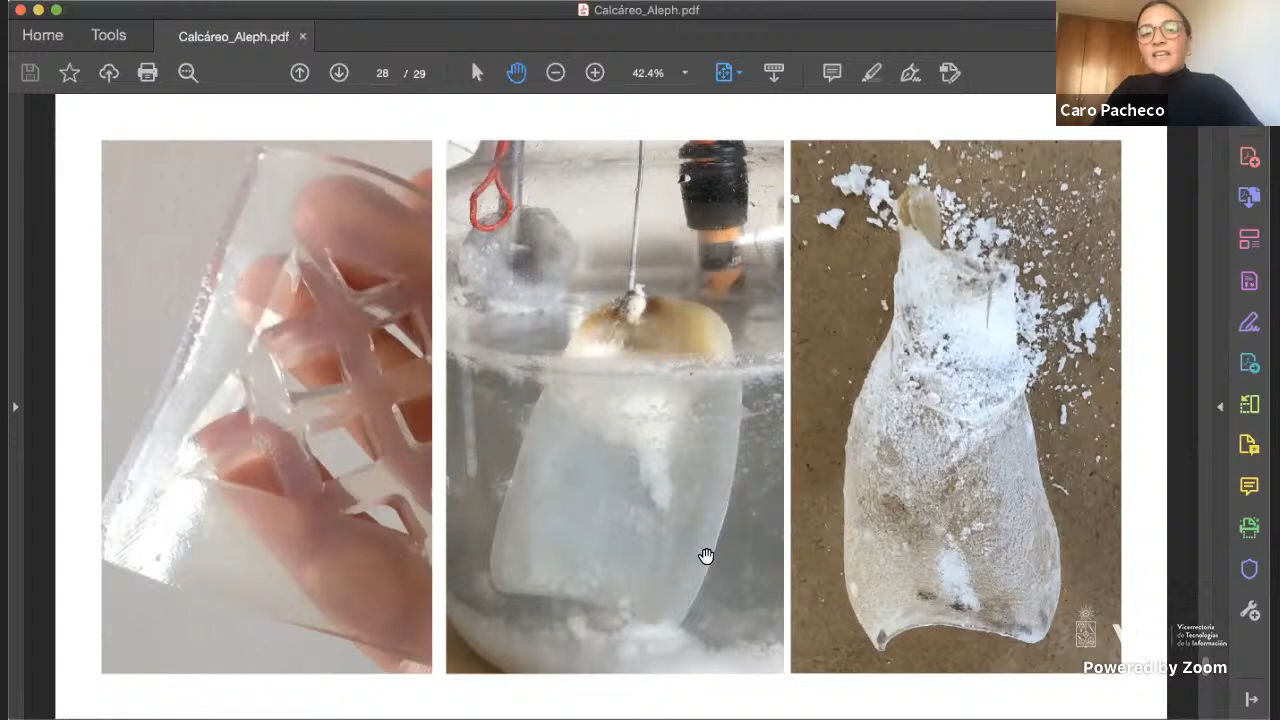 Calcáreo_Aleph.pdf
Home
Tools
Calcáreo_Aleph.pdf ×
28 / 29
42.4%
Caro Pacheco
Vicerrectoría
de Tecnologías
de la Información
Powered by Zoom